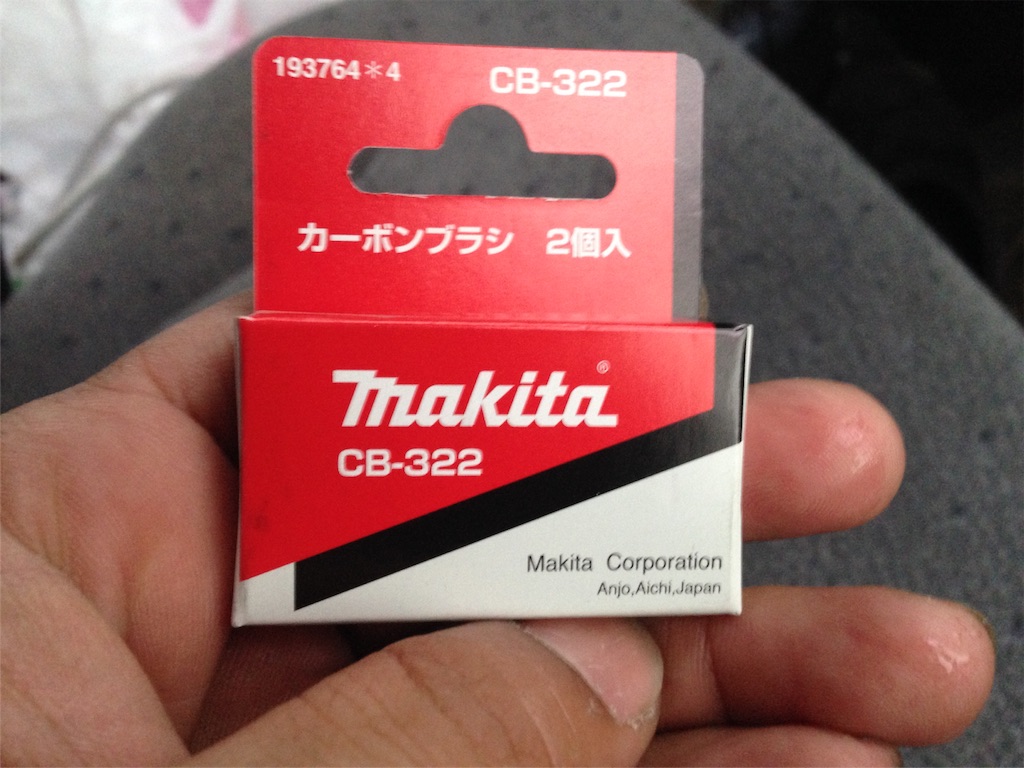 193764＊4 CB-322
カーボンブラシ 2個入
makita®
CB-322
Makita Corporation
Anjo,Aichi,Japan